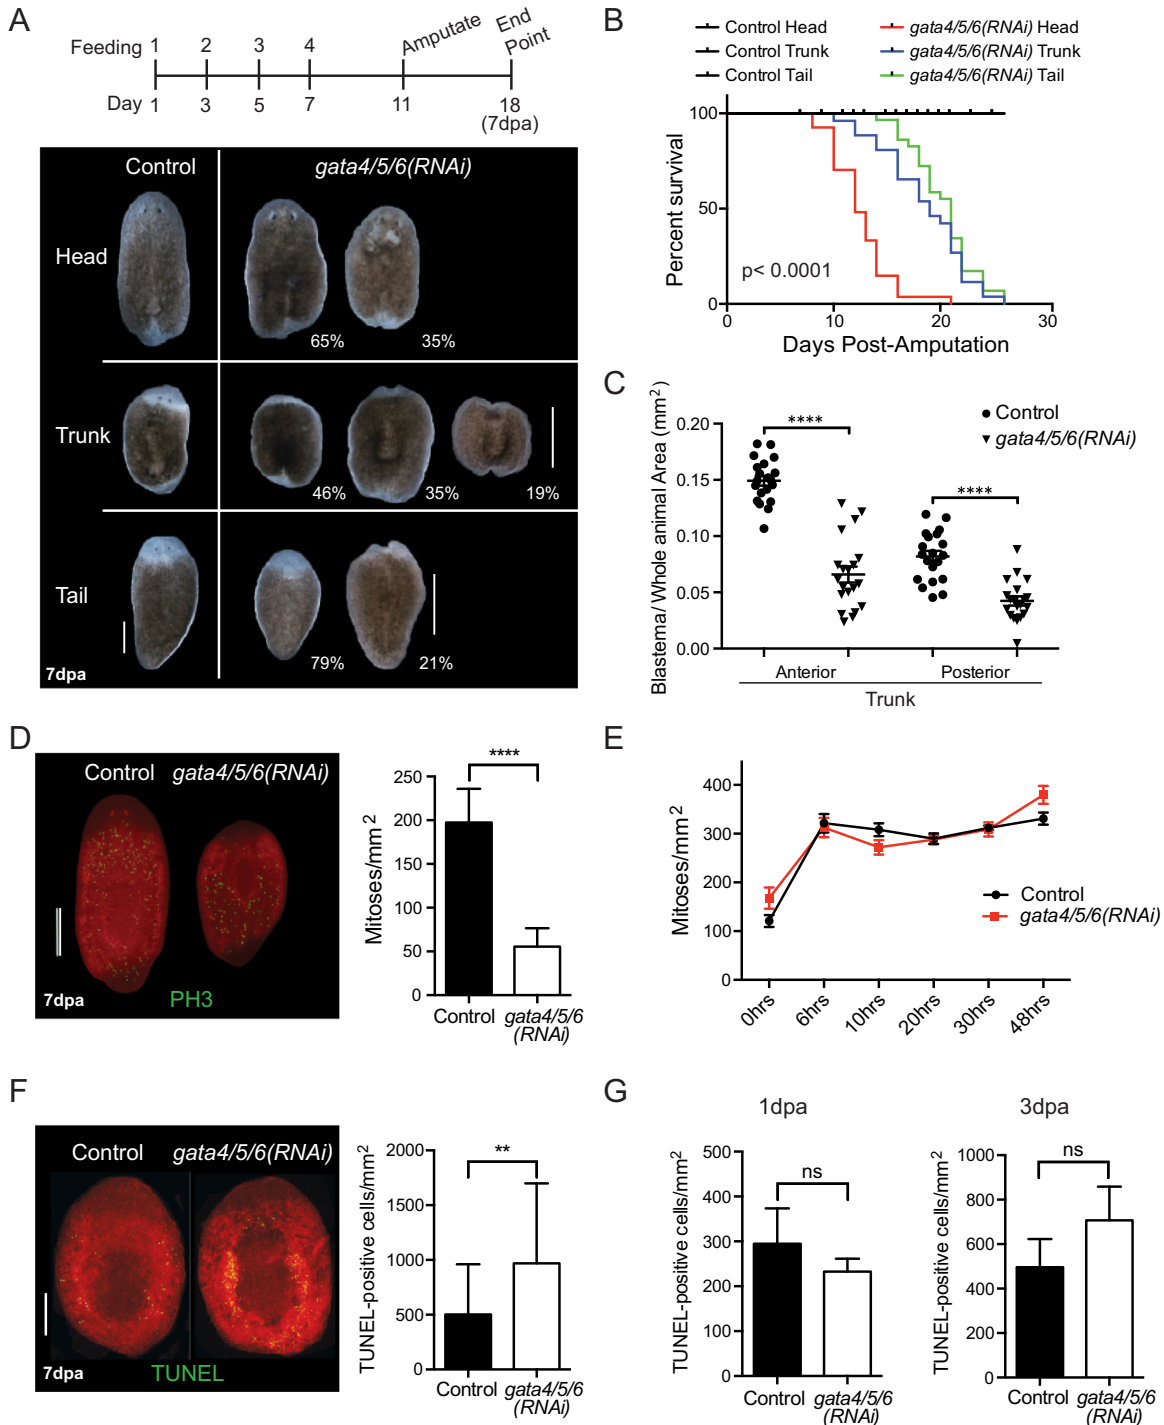 A
Feeding 1 2 3 4 Amputate End Point
Day 1 3 5 7 11 18
(7dpa)
Control gata4/5/6(RNAi)
Head
65% 35%
Trunk
46% 35% 19%
Tail
79% 21%
7dpa
B
Control Head gata4/5/6(RNAi) Head
Control Trunk gata4/5/6(RNAi) Trunk
Control Tail gata4/5/6(RNAi) Tail
Percent survival
100
50
0
p< 0.0001
0 10 20 30
Days Post-Amputation
C
Blastema/ Whole animal Area (mm²)
Control
gata4/5/6(RNAi)
0.20
0.15
0.10
0.05
0.00
**** ****
Anterior Posterior
Trunk
D
Control gata4/5/6(RNAi)
7dpa PH3
Mitoses/mm²
250
200
150
100
50
0
****
Control gata4/5/6
(RNAi)
E
Mitoses/mm²
400
300
200
100
0
Control
gata4/5/6(RNAi)
0hrs 6hrs 10hrs 20hrs 30hrs 48hrs
F
Control gata4/5/6(RNAi)
7dpa TUNEL
TUNEL-positive cells/mm²
2000
1500
1000
500
0
**
Control gata4/5/6
(RNAi)
G
1dpa
TUNEL-positive cells/mm²
500
400
300
200
100
0
ns
Control gata4/5/6
(RNAi)
3dpa
TUNEL-positive cells/mm²
1000
800
600
400
200
0
ns
Control gata4/5/6
(RNAi)